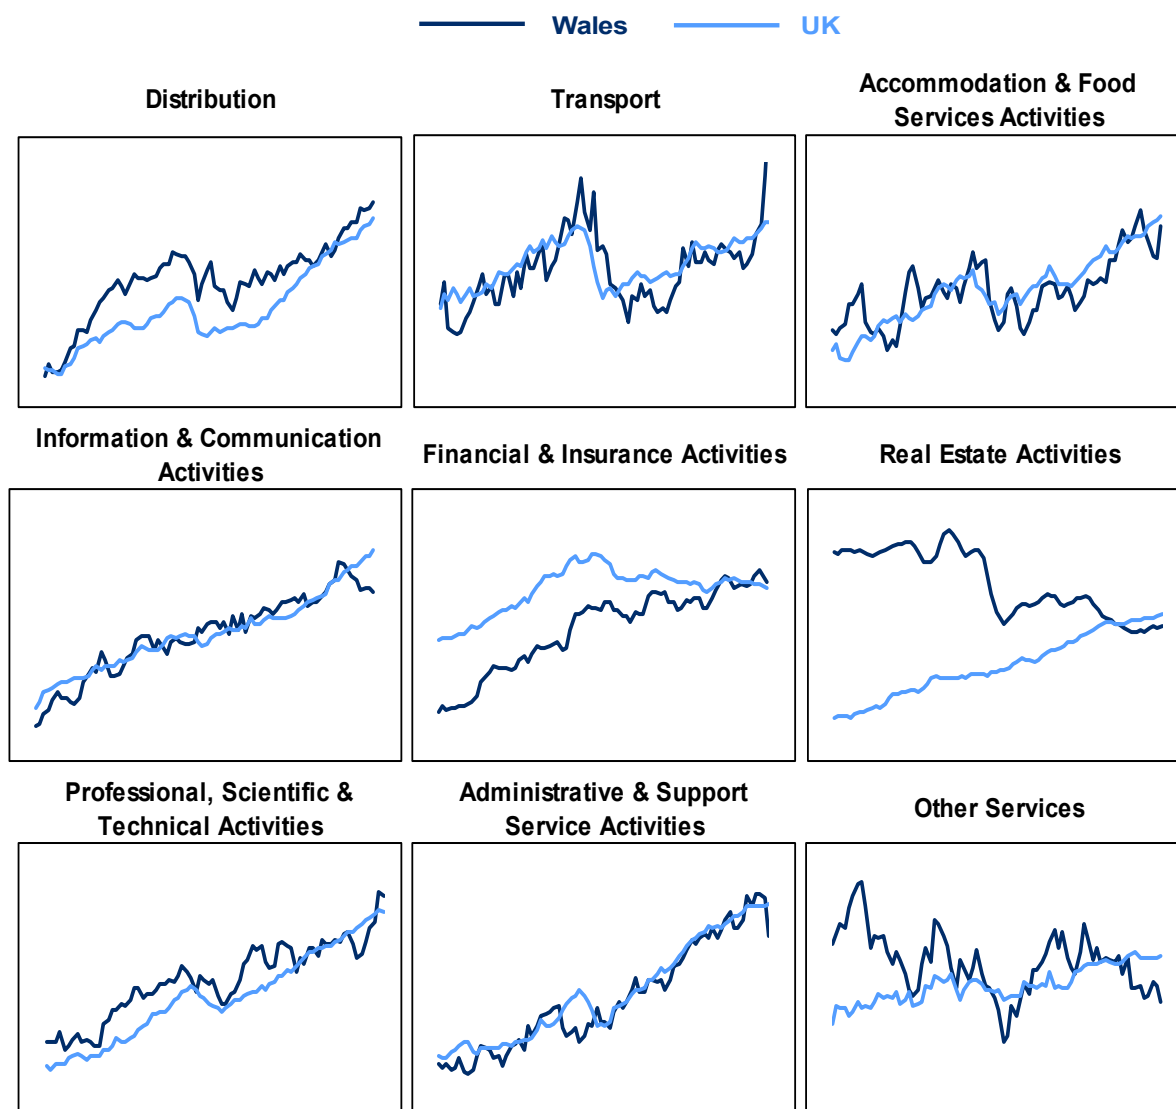 Wales UK
Distribution
Transport
Accommodation & Food
Services Activities
Information & Communication
Activities
Financial & Insurance Activities
Real Estate Activities
Professional, Scientific &
Technical Activities
Administrative & Support
Service Activities
Other Services